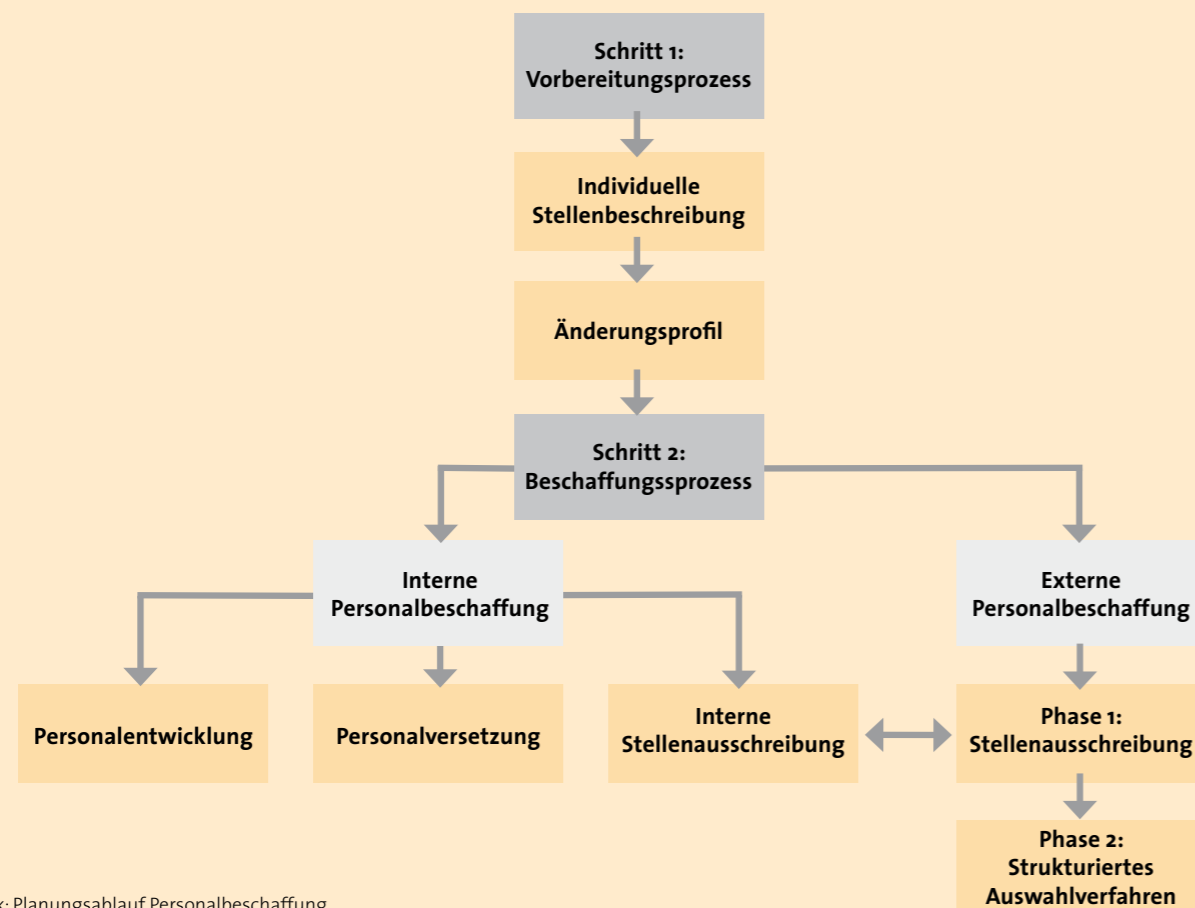 Schritt 1:
Vorbereitungsprozess
Individuelle
Stellenbeschreibung
Änderungsprofil
Schritt 2:
Beschaffungssprozess
Interne
Personalbeschaffung
Externe
Personalbeschaffung
Personalentwicklung
Personalversetzung
Interne
Stellenausschreibung
Phase 1:
Stellenausschreibung
Phase 2:
Strukturiertes
Auswahlverfahren
: Planungsablauf Personalbeschaffung